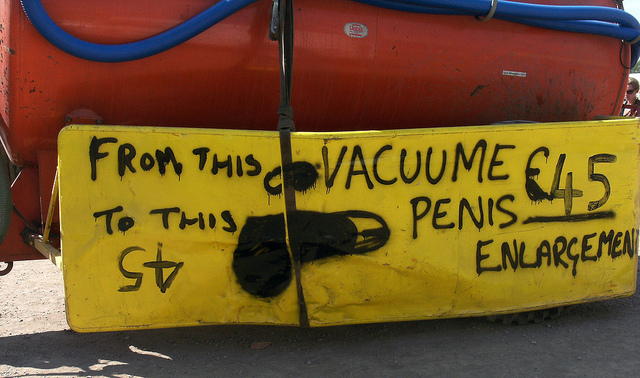 FROM THIS VACUUME £45
TO THIS PENIS
45 ENLARGEMEN